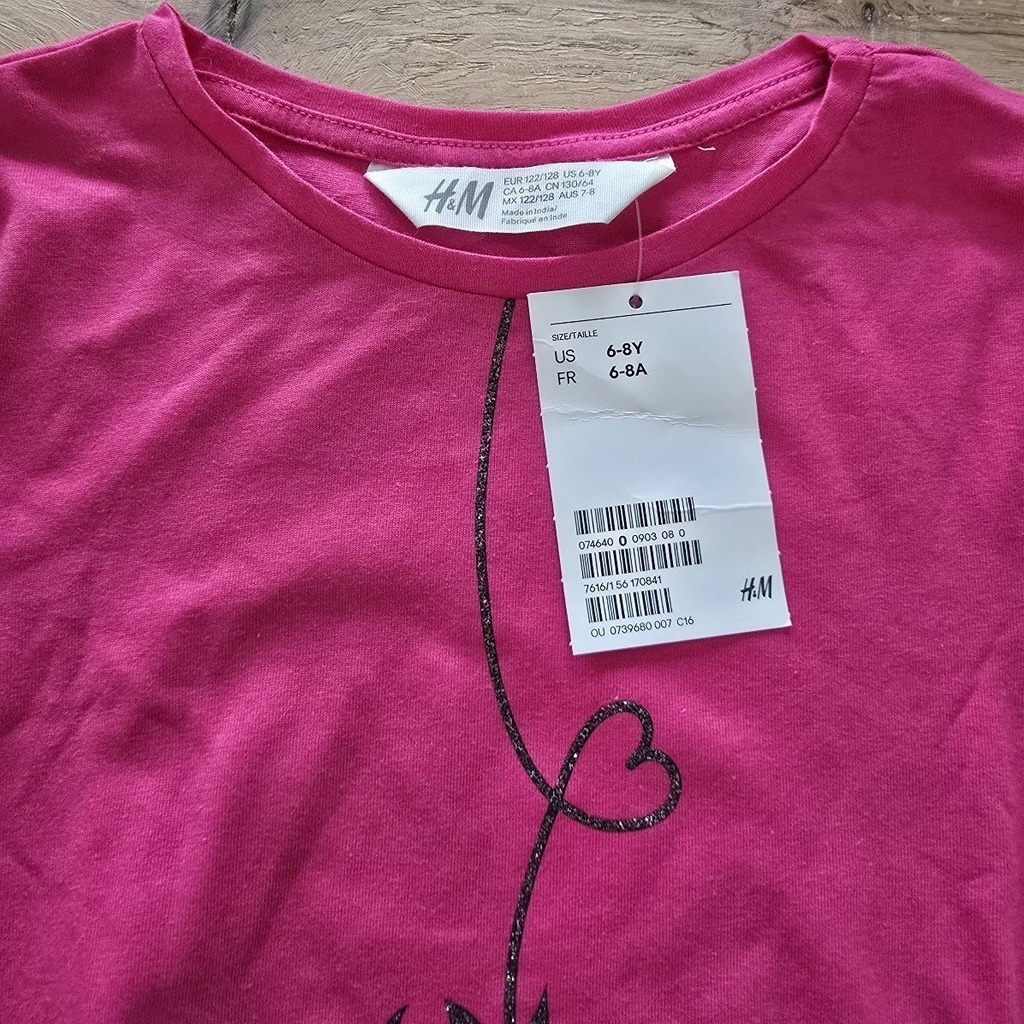 H&M
EUR 122/128 US 6-8Y
CA 6-8A CN 130/64
MX 122/128 AUS 7-8
Made in India/
Fabriqué en Inde
SIZE/TAILLE
US 6-8Y
FR 6-8A
074640 0 0903 08 0
7616/1 56 170841
H&M
OU 0739680 007 C16